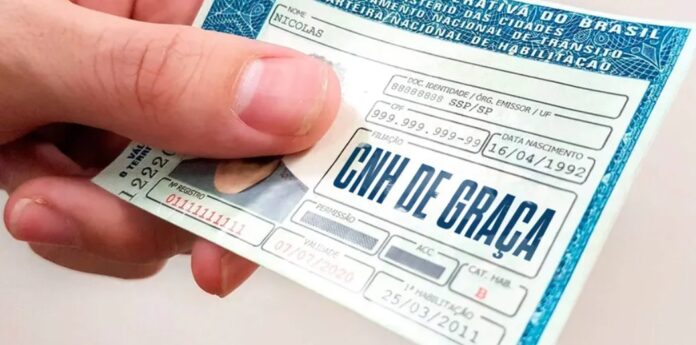 RATIVA DO BRASIL
MINISTÉRIO DAS CIDADES
DEPARTAMENTO NACIONAL DE TRÂNSITO
CARTEIRA NACIONAL DE HABILITAÇÃO
NOME
NICOLAS
DOC. IDENTIDADE / ÓRG. EMISSOR / UF
88888888 SSP/SP
CPF
999.999.999-99
DATA NASCIMENTO
16/04/1992
FILIAÇÃO
CNH DE GRAÇA
PERMISSÃO
ACC
CAT. HAB.
B
Nº REGISTRO
01111111111
VALIDADE
07/07/2020
1ª HABILITAÇÃO
25/03/2011